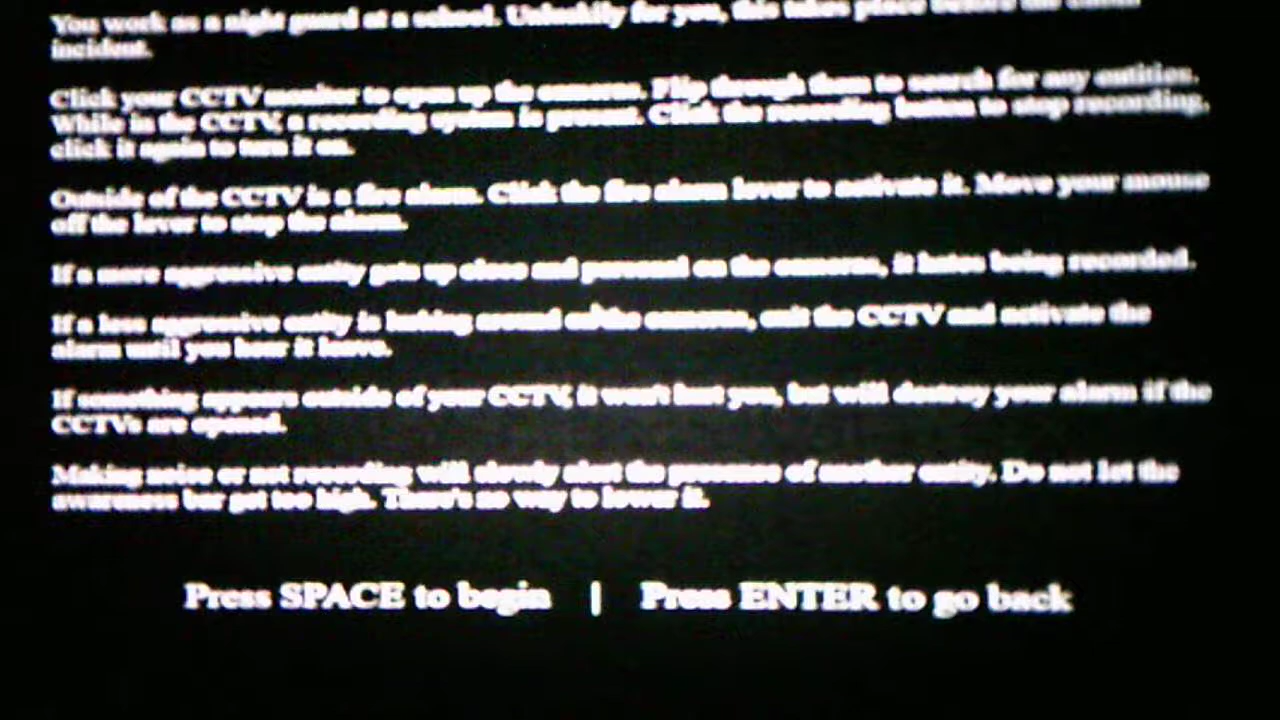 You work as a night guard at a school. Unluckily for you, this takes place before the
incident.
Click your CCTV monitor to open up the cameras. Flip through them to search for any entities.
While in the CCTV, a recording system is present. Click the recording button to stop recording,
click it again to turn it on.
Outside of the CCTV is a fire alarm. Click the fire alarm lever to activate it. Move your mouse
off the lever to stop the alarm.
If a more aggressive entity gets up close and personal on the cameras, it hates being recorded.
If a less aggressive entity is lurking around on the cameras, exit the CCTV and activate the
alarm until you hear it leave.
If something appears outside of your CCTV, it won't hurt you, but will destroy your alarm if the
CCTVs are opened.
Making noise or not recording will slowly alert the presence of another entity. Do not let the
awareness bar get too high. There's no way to lower it.
Press SPACE to begin | Press ENTER to go back